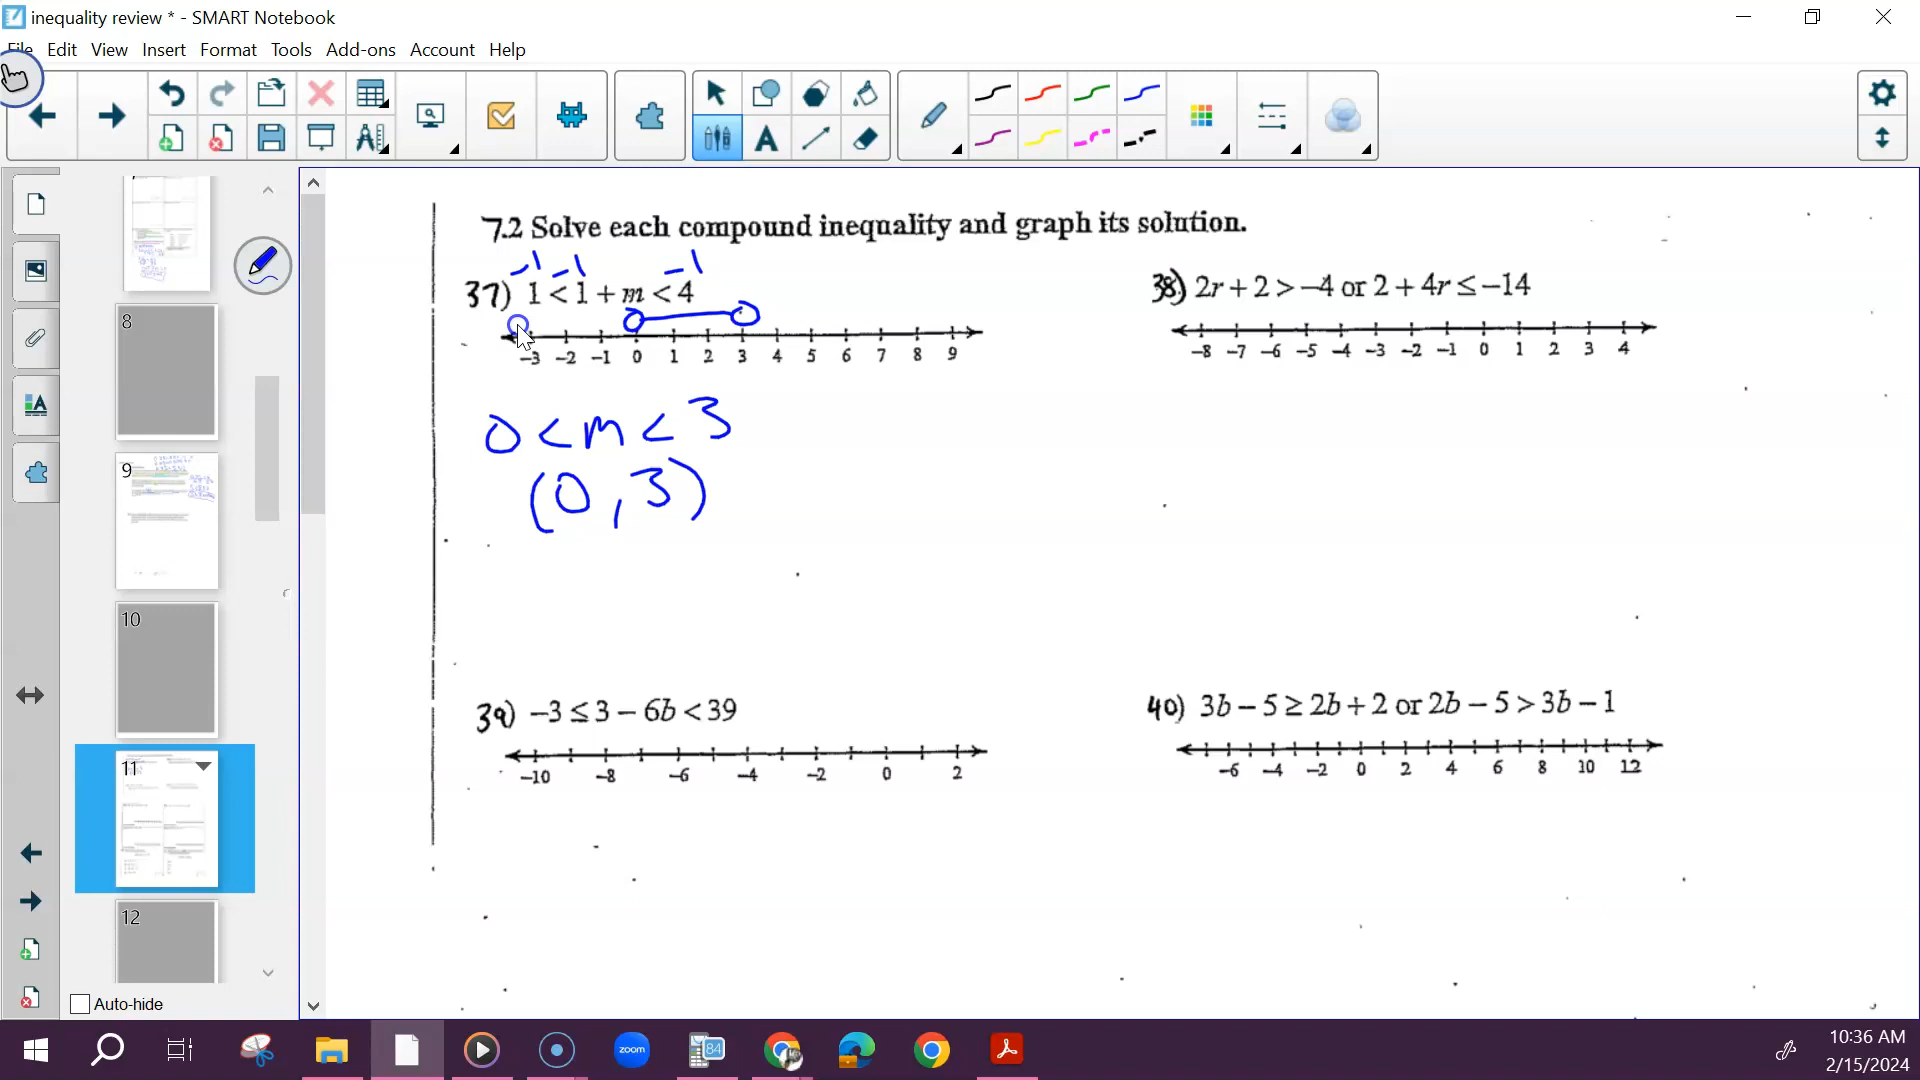 inequality review * - SMART Notebook
File Edit View Insert Format Tools Add-ons Account Help
7.2 Solve each compound inequality and graph its solution.
-1 -1 -1
37) 1 < 1 + m < 4
-3 -2 -1 0 1 2 3 4 5 6 7 8 9
0 < m < 3
(0, 3)
38) 2r + 2 > -4 or 2 + 4r ≤ -14
-8 -7 -6 -5 -4 -3 -2 -1 0 1 2 3 4
39) -3 ≤ 3 - 6b < 39
-10 -8 -6 -4 -2 0 2
40) 3b - 5 ≥ 2b + 2 or 2b - 5 > 3b - 1
-6 -4 -2 0 2 4 6 8 10 12
8
9
10
11
12
Auto-hide
zoom
84
10:36 AM
2/15/2024